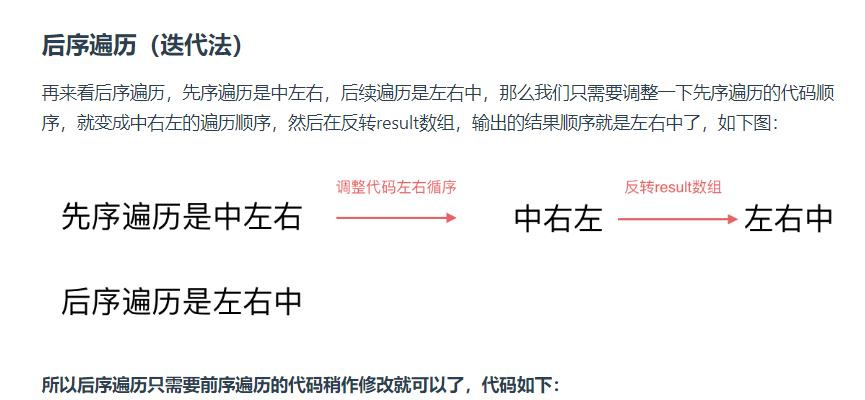 后序遍历（迭代法）
再来看后序遍历，先序遍历是中左右，后续遍历是左右中，那么我们只需要调整一下先序遍历的代码顺
序，就变成中右左的遍历顺序，然后在反转result数组，输出的结果顺序就是左右中了，如下图：
调整代码左右循序
反转result数组
先序遍历是中左右
中右左
左右中
后序遍历是左右中
所以后序遍历只需要前序遍历的代码稍作修改就可以了，代码如下：